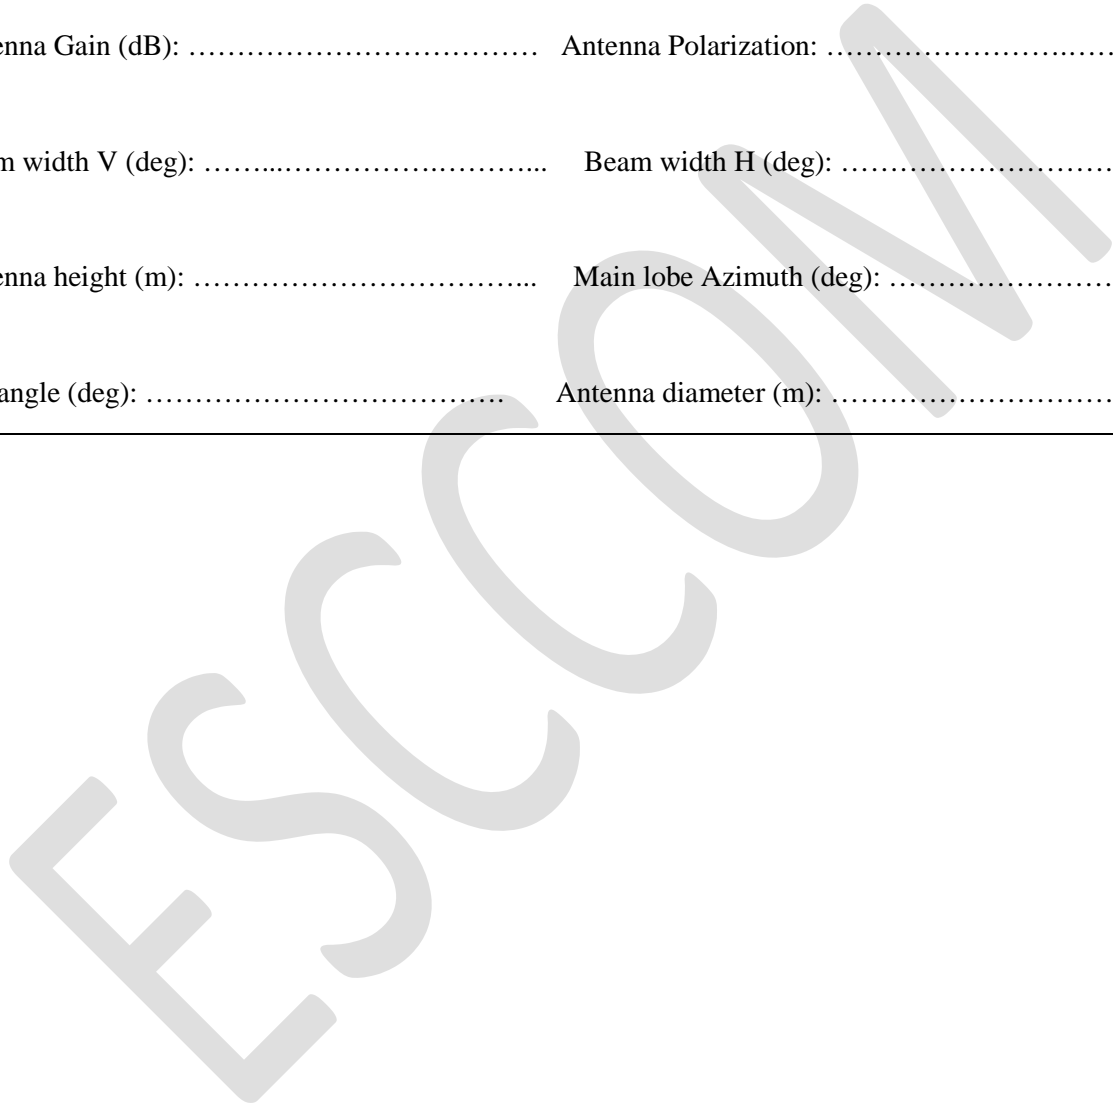 enna Gain (dB): ……………………………… Antenna Polarization: …………………….……
m width V (deg): ……...…………….………... Beam width H (deg): ………………………
enna height (m): ……………………………... Main lobe Azimuth (deg): ……………………
angle (deg): ………………………………. Antenna diameter (m): ………………………
ESCCOM